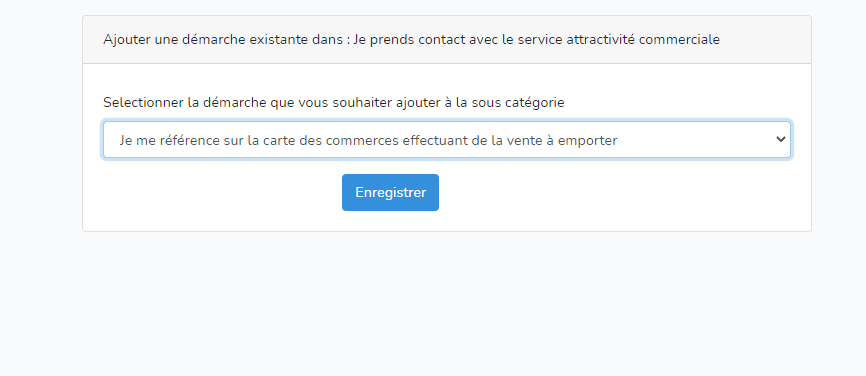 Ajouter une démarche existante dans : Je prends contact avec le service attractivité commerciale
Selectionner la démarche que vous souhaiter ajouter à la sous catégorie
Je me référence sur la carte des commerces effectuant de la vente à emporter
Enregistrer